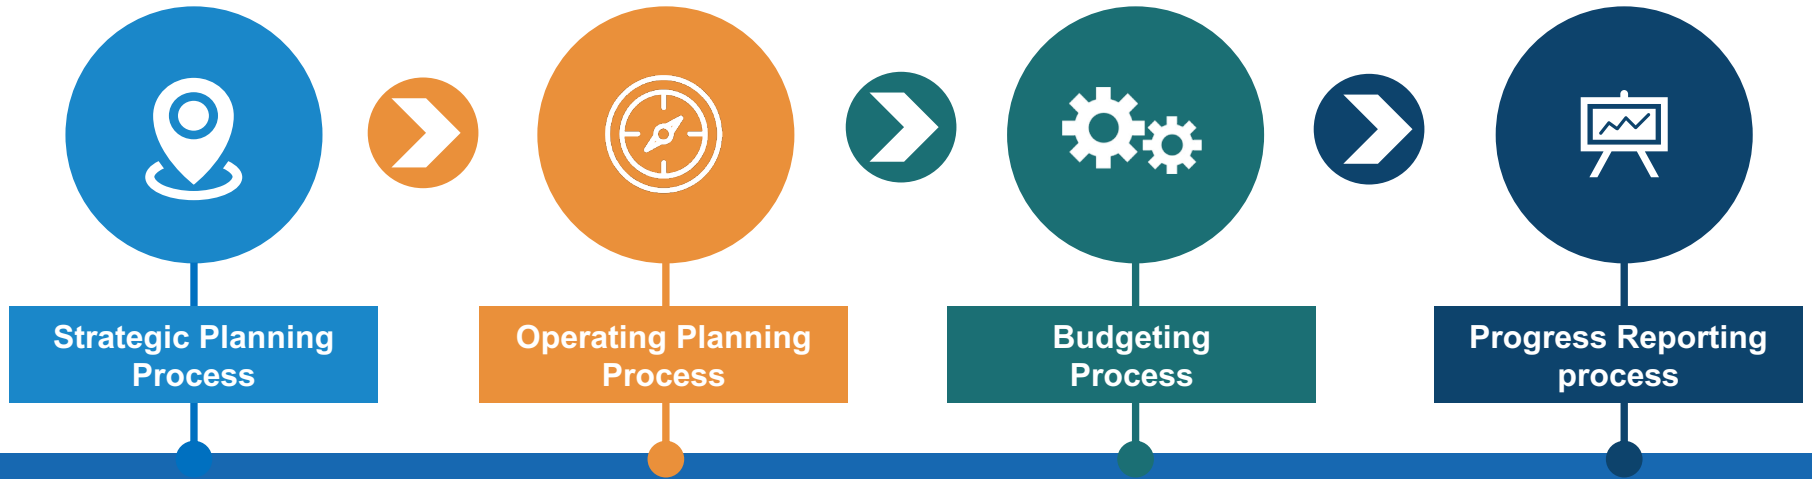 Strategic Planning
Process
Operating Planning
Process
Budgeting
Process
Progress Reporting
process